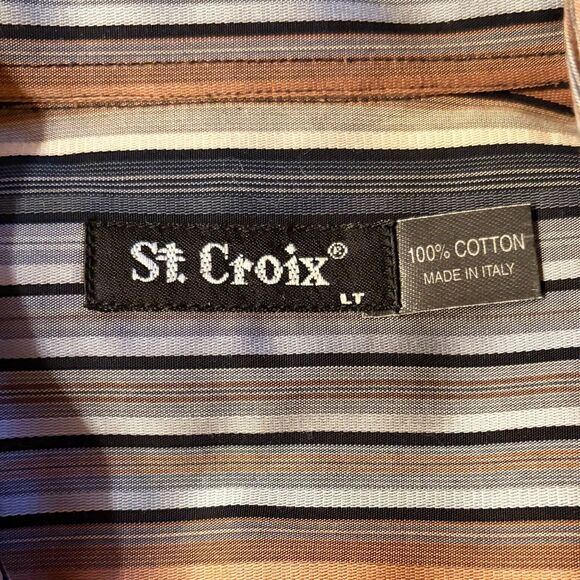 St. Croix®
LT
100% COTTON
MADE IN ITALY